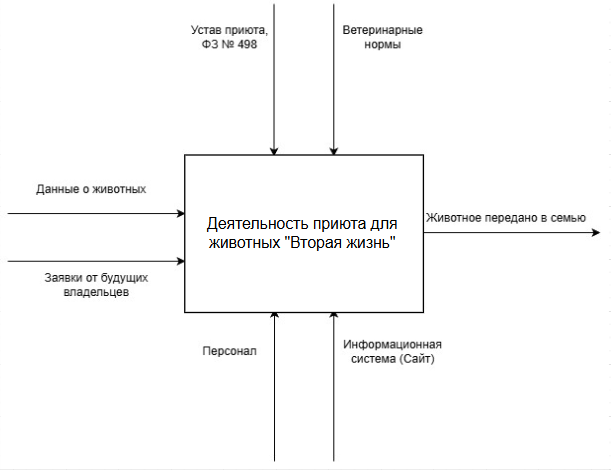 Устав приюта,
ФЗ № 498
Ветеринарные
нормы
Данные о животных
Деятельность приюта для
животных "Вторая жизнь"
Животное передано в семью
Заявки от будущих
владельцев
Персонал
Информационная
система (Сайт)